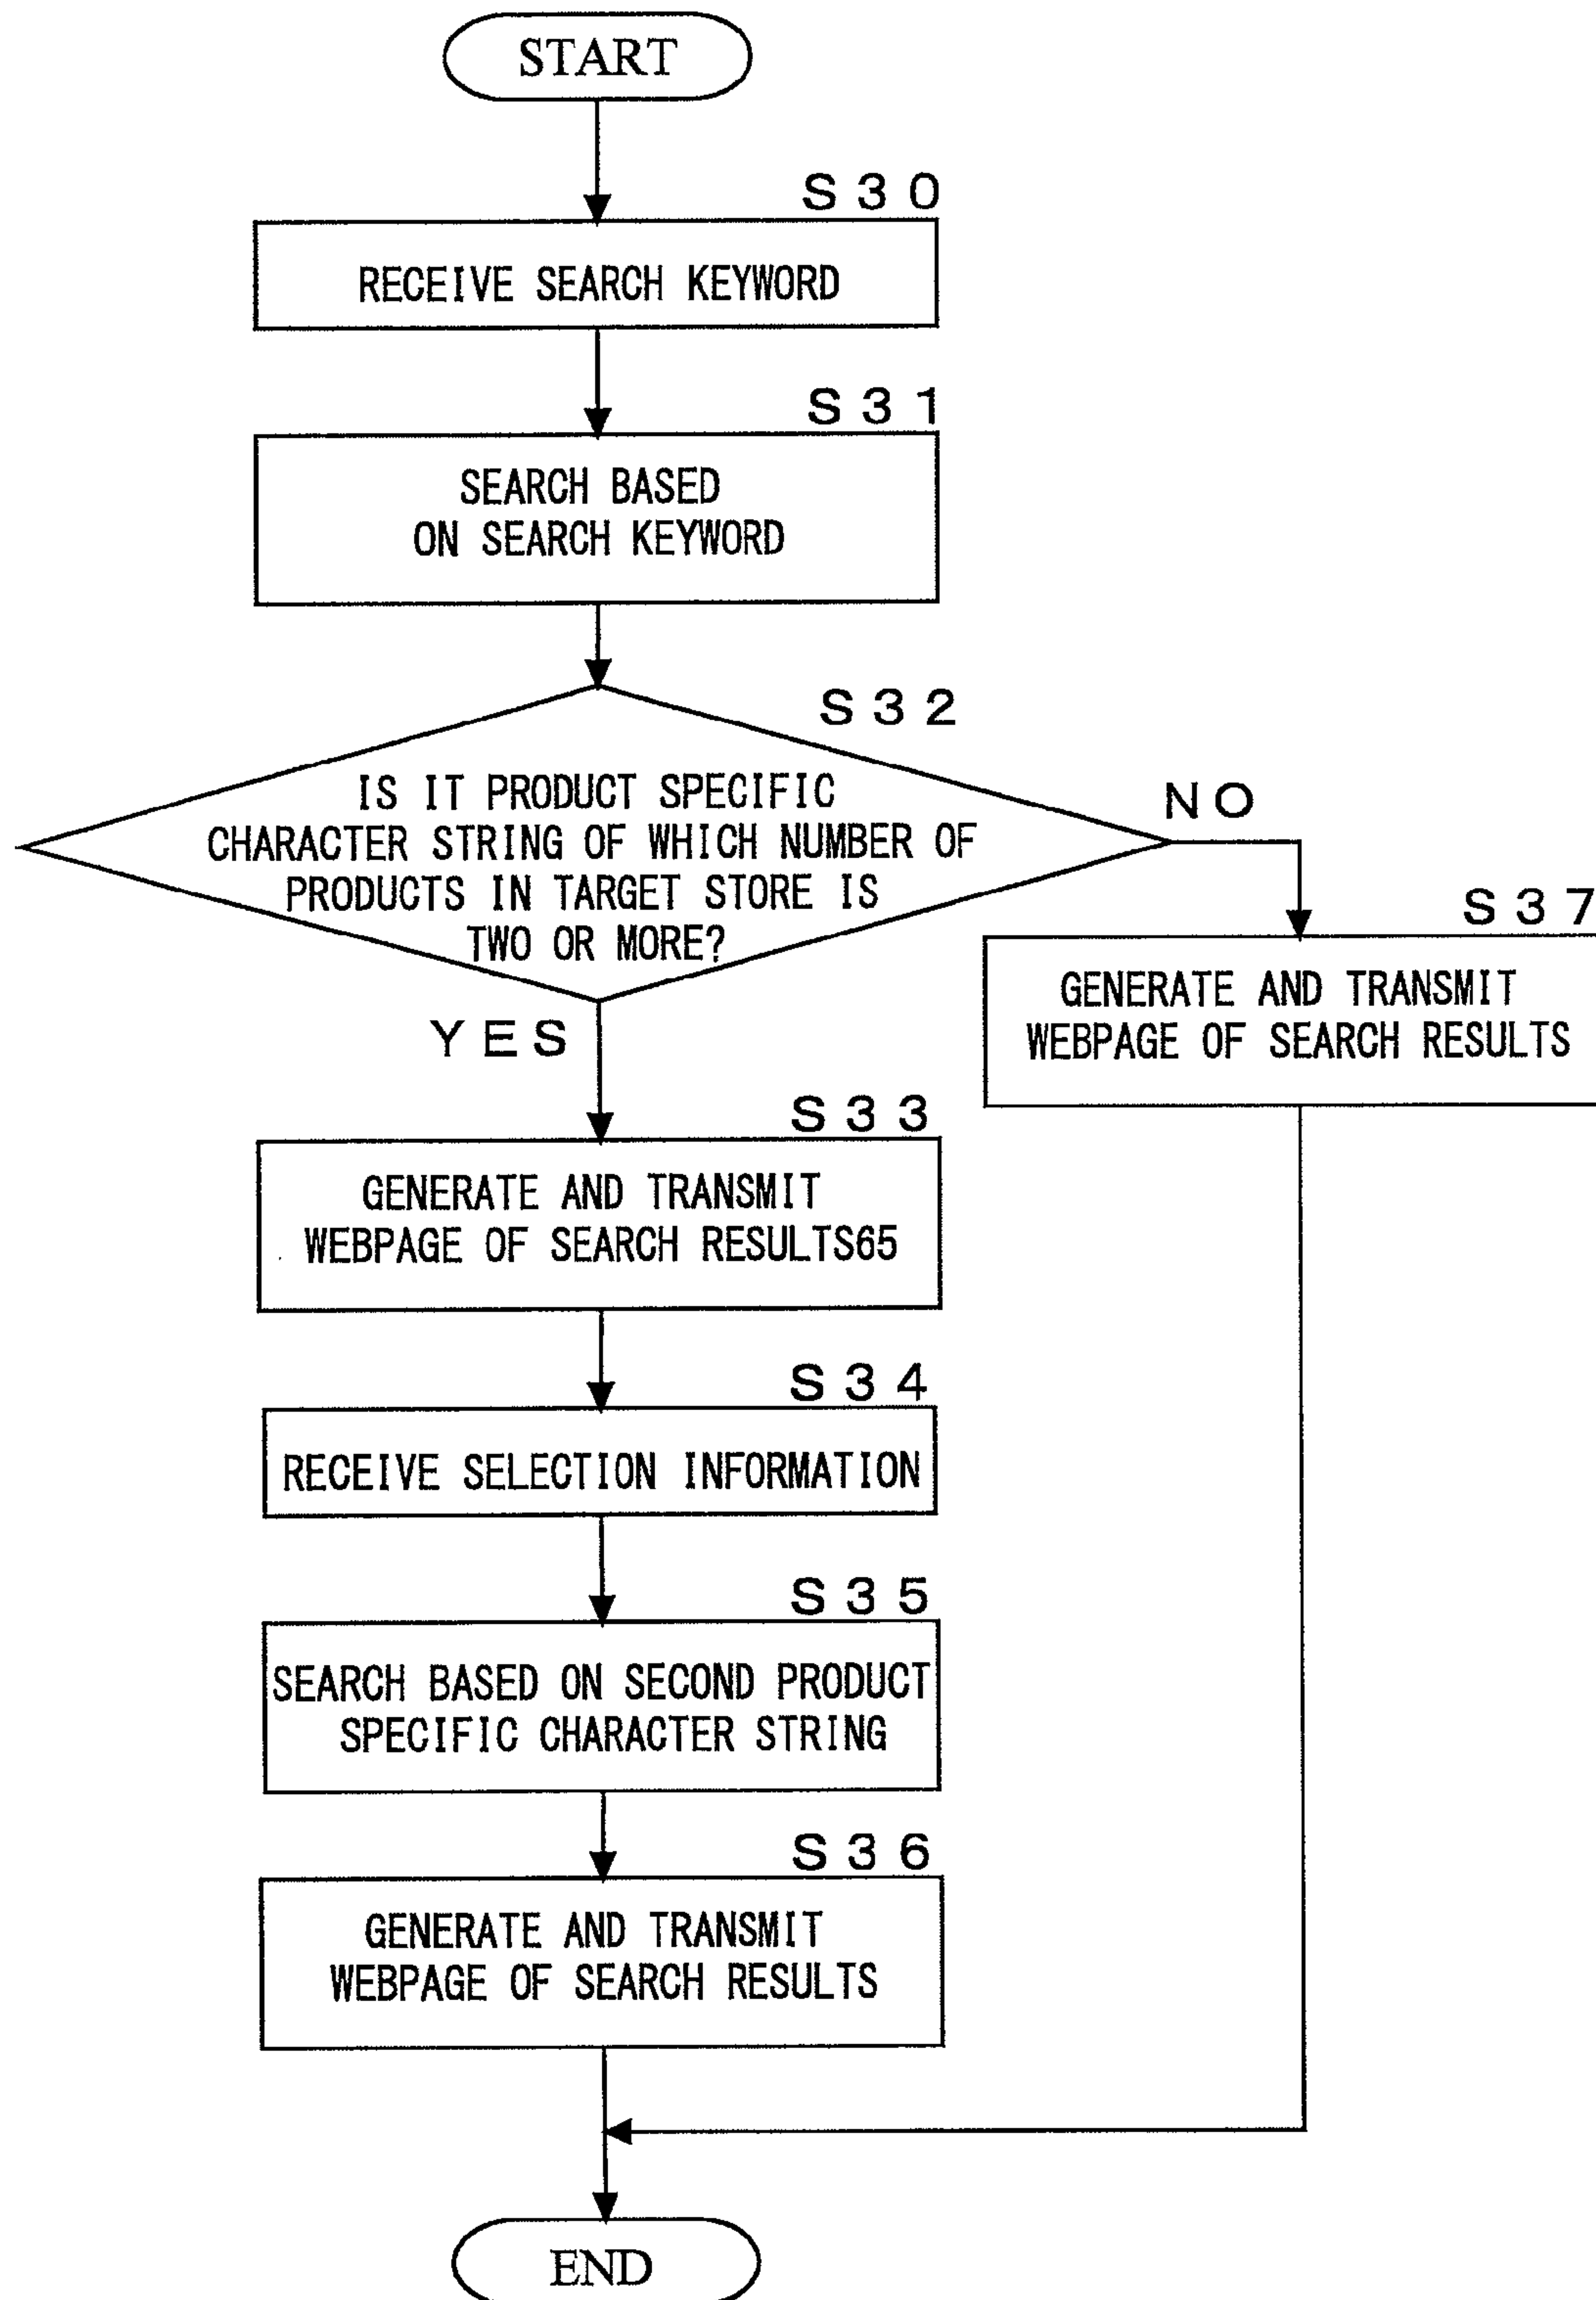 START
S30
RECEIVE SEARCH KEYWORD
S31
SEARCH BASED
ON SEARCH KEYWORD
S32
IS IT PRODUCT SPECIFIC
CHARACTER STRING OF WHICH NUMBER OF
PRODUCTS IN TARGET STORE IS
TWO OR MORE?
NO
S37
GENERATE AND TRANSMIT
WEBPAGE OF SEARCH RESULTS
YES
S33
GENERATE AND TRANSMIT
WEBPAGE OF SEARCH RESULTS65
S34
RECEIVE SELECTION INFORMATION
S35
SEARCH BASED ON SECOND PRODUCT
SPECIFIC CHARACTER STRING
S36
GENERATE AND TRANSMIT
WEBPAGE OF SEARCH RESULTS
END